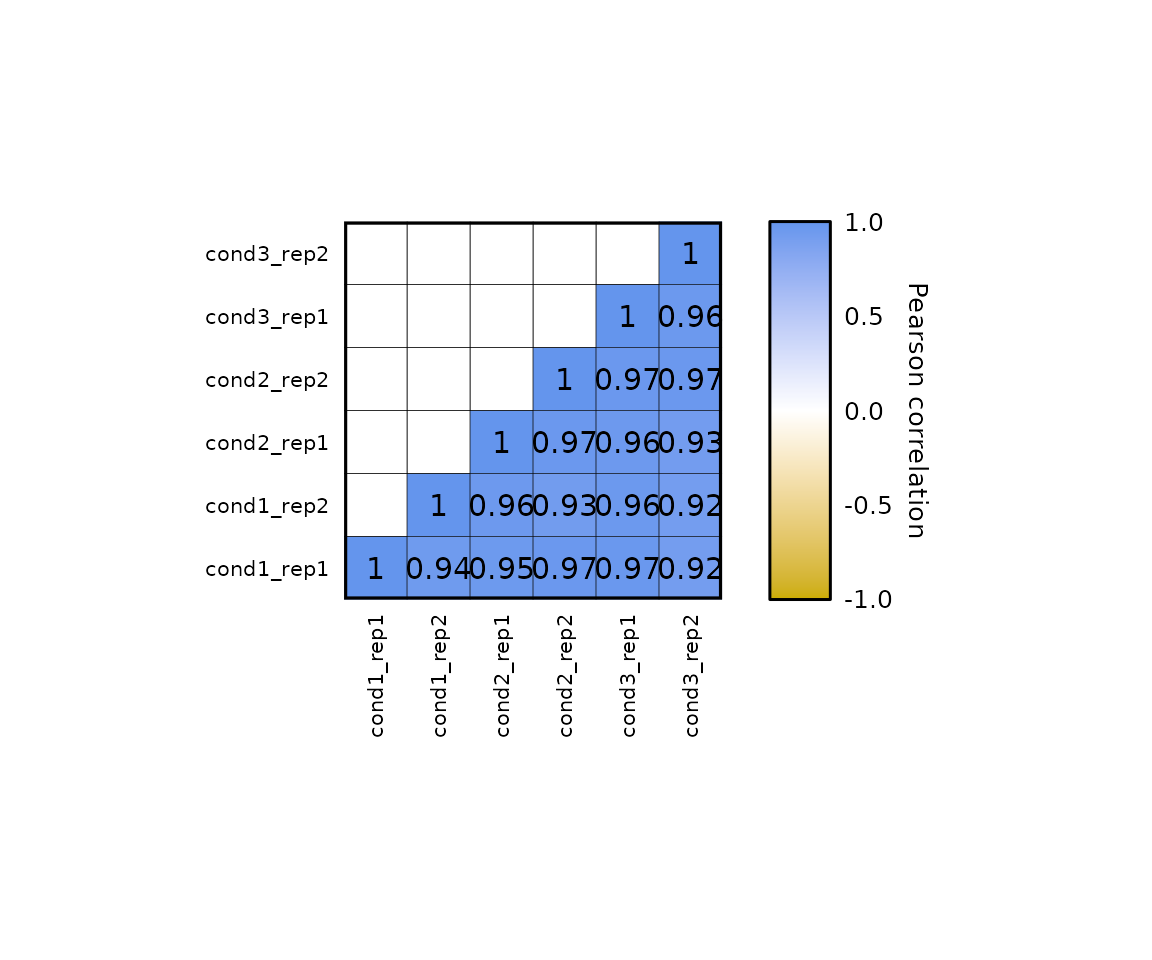 cond3_rep2 1
cond3_rep1 1 0.96
cond2_rep2 1 0.97 0.97
cond2_rep1 1 0.97 0.96 0.93
cond1_rep2 1 0.96 0.93 0.96 0.92
cond1_rep1 1 0.94 0.95 0.97 0.97 0.92
cond1_rep1
cond1_rep2
cond2_rep1
cond2_rep2
cond3_rep1
cond3_rep2
1.0
0.5
0.0
-0.5
-1.0
Pearson correlation